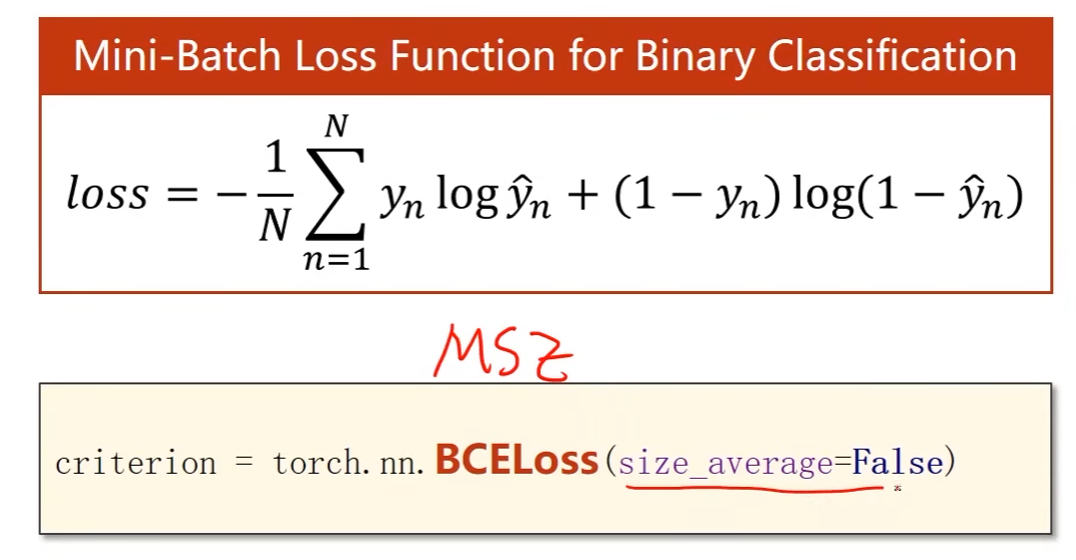 Mini-Batch Loss Function for Binary Classification
loss = -\frac{1}{N} \sum_{n=1}^{N} y_n \log \hat{y}_n + (1 - y_n) \log(1 - \hat{y}_n)
MSZ
criterion = torch.nn.BCELoss(size_average=False)